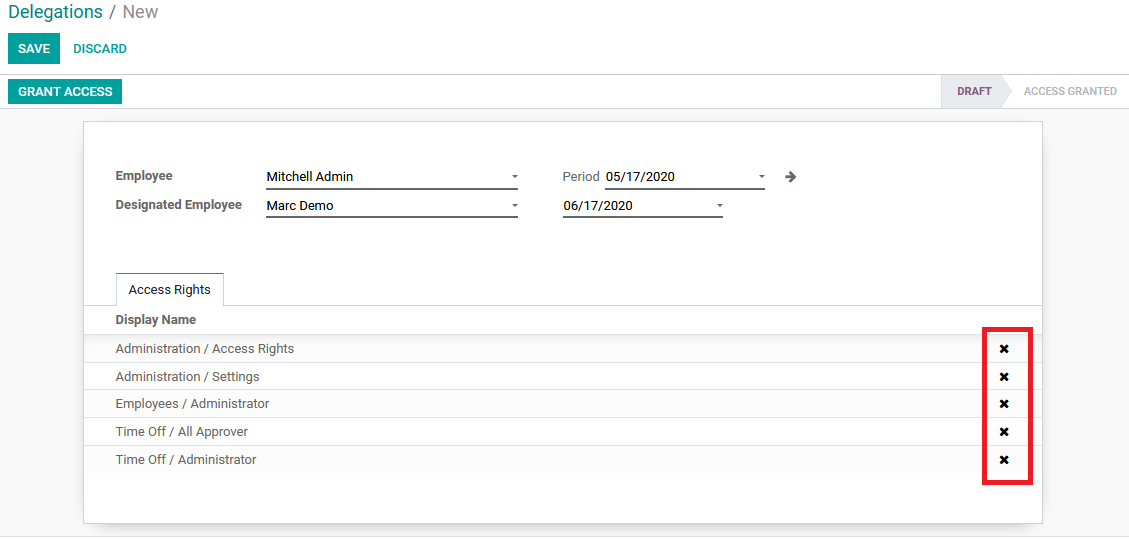 Delegations / New
SAVE DISCARD
GRANT ACCESS DRAFT ACCESS GRANTED
Employee Mitchell Admin Period 05/17/2020
Designated Employee Marc Demo 06/17/2020
Access Rights
Display Name
Administration / Access Rights
Administration / Settings
Employees / Administrator
Time Off / All Approver
Time Off / Administrator